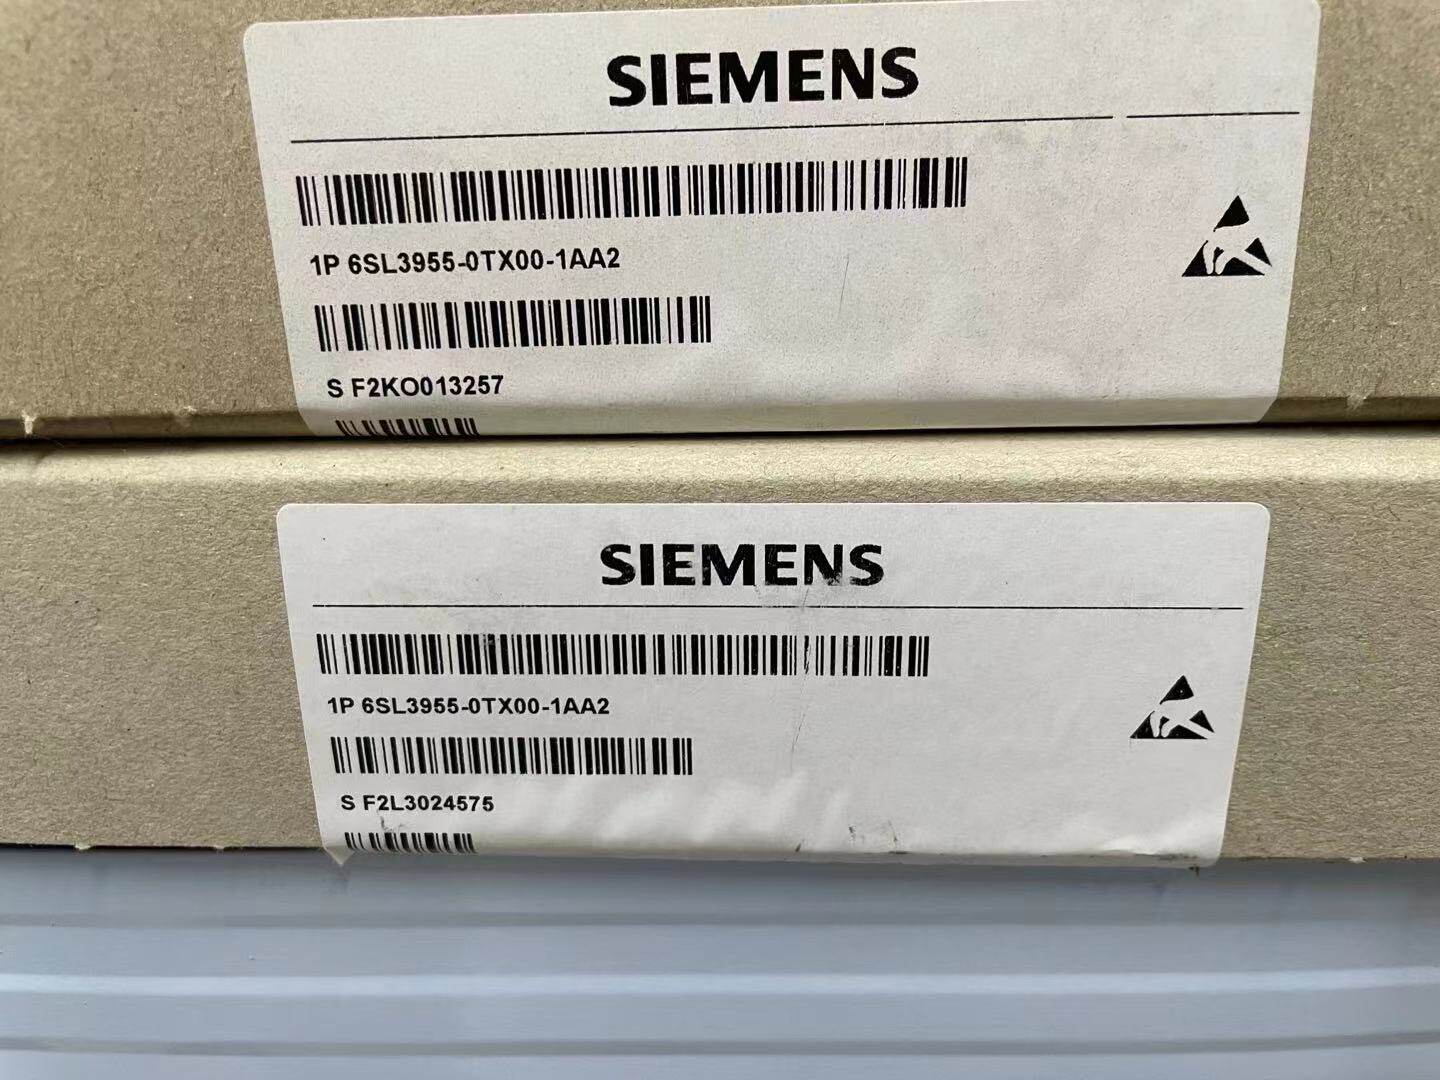 SIEMENS
1P 6SL3955-0TX00-1AA2
S F2KO013257
SIEMENS
1P 6SL3955-0TX00-1AA2
S F2L3024575